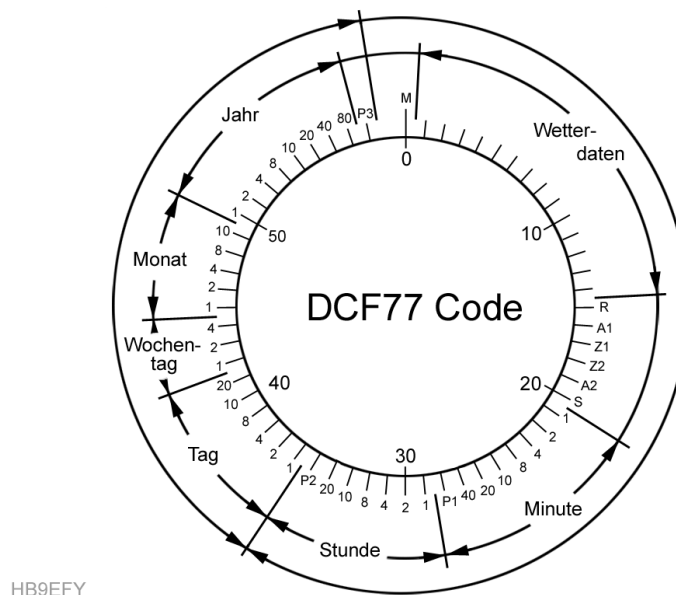 DCF77 Code
M
0
Wetter-
daten
10
R
A1
Z1
Z2
A2
20
S
1
2
4
8
10
20
40
P1
Minute
30
1
2
4
8
10
20
P2
Stunde
1
2
4
8
10
20
40
Tag
1
2
4
Wochen-
tag
1
2
4
8
10
Monat
50
1
2
4
8
10
20
40
80
P3
Jahr
HB9EFY